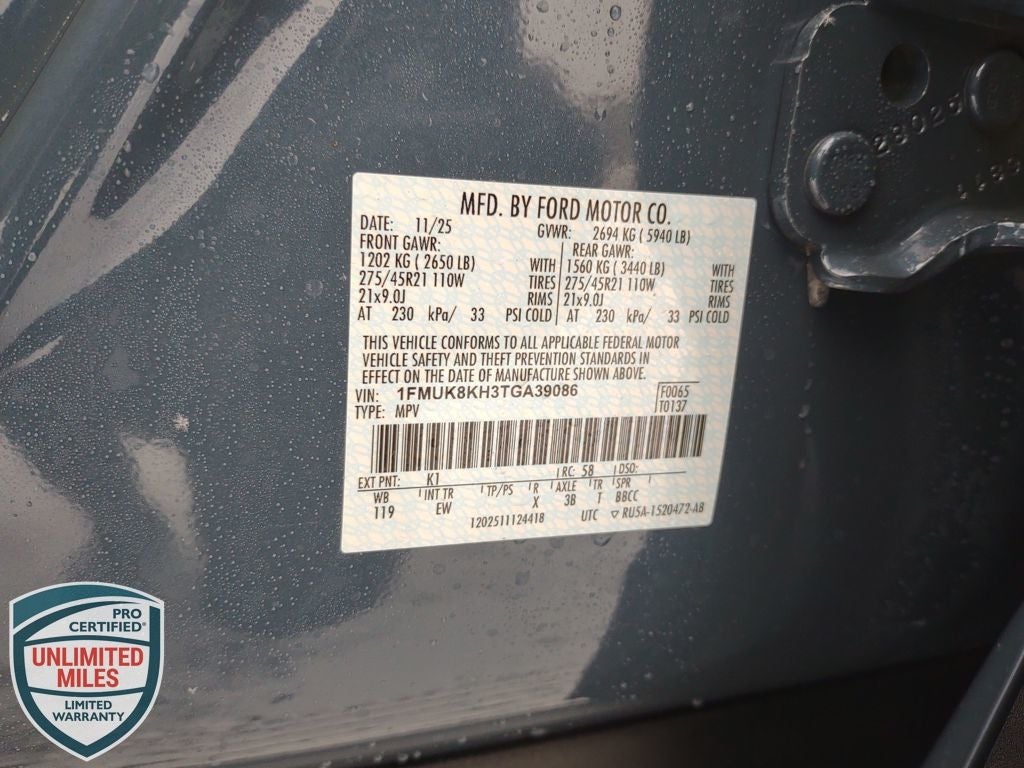 MFD. BY FORD MOTOR CO.
DATE: 11/25 GVWR: 2694 KG ( 5940 LB)
FRONT GAWR: REAR GAWR:
1202 KG ( 2650 LB) WITH 1560 KG ( 3440 LB) WITH
275/45R21 110W TIRES 275/45R21 110W TIRES
21x9.0J RIMS 21x9.0J RIMS
AT 230 kPa/ 33 PSI COLD AT 230 kPa/ 33 PSI COLD
THIS VEHICLE CONFORMS TO ALL APPLICABLE FEDERAL MOTOR
VEHICLE SAFETY AND THEFT PREVENTION STANDARDS IN
EFFECT ON THE DATE OF MANUFACTURE SHOWN ABOVE.
VIN: 1FMUK8KH3TGA39086 F0065
TYPE: MPV T0137
EXT PNT: K1 RC: 58 DSO:
WB INT TR TP/PS R AXLE TR SPR
119 EW X 3B T BBCC
1202511124418 UTC ▽ RU5A-1520472-AB
PRO
CERTIFIED®
UNLIMITED
MILES
LIMITED
WARRANTY